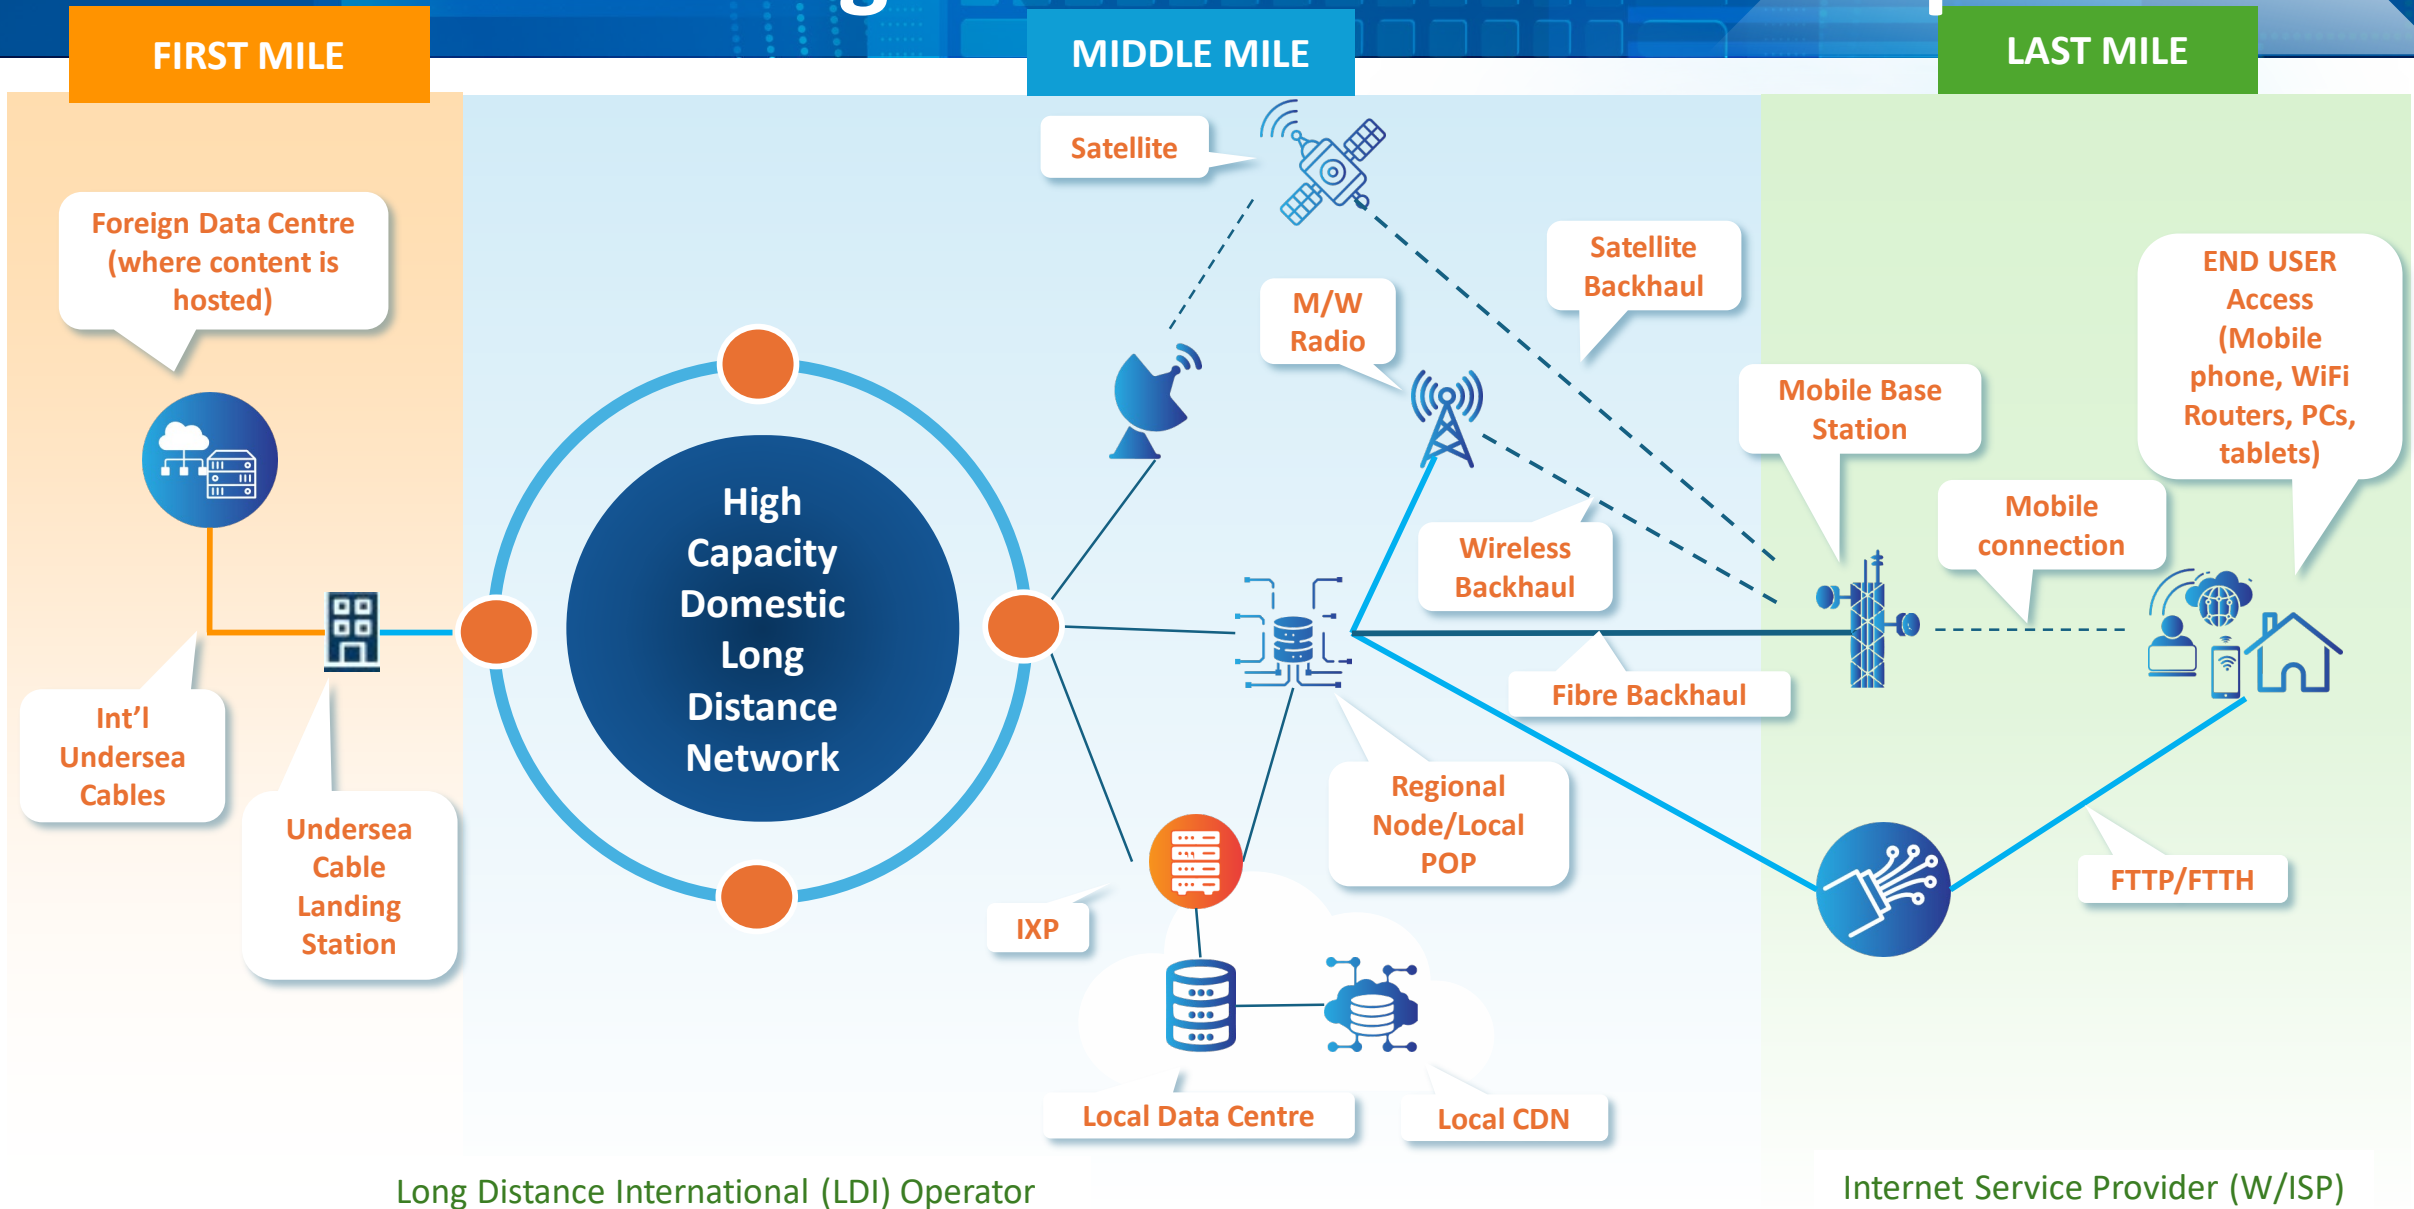 FIRST MILE
MIDDLE MILE
LAST MILE
Foreign Data Centre
(where content is
hosted)
Int'l
Undersea
Cables
Undersea
Cable
Landing
Station
High
Capacity
Domestic
Long
Distance
Network
Satellite
M/W
Radio
Satellite
Backhaul
Wireless
Backhaul
Fibre Backhaul
Regional
Node/Local
POP
IXP
Local Data Centre
Local CDN
Mobile Base
Station
Mobile
connection
END USER
Access
(Mobile
phone, WiFi
Routers, PCs,
tablets)
FTTP/FTTH
Long Distance International (LDI) Operator
Internet Service Provider (W/ISP)